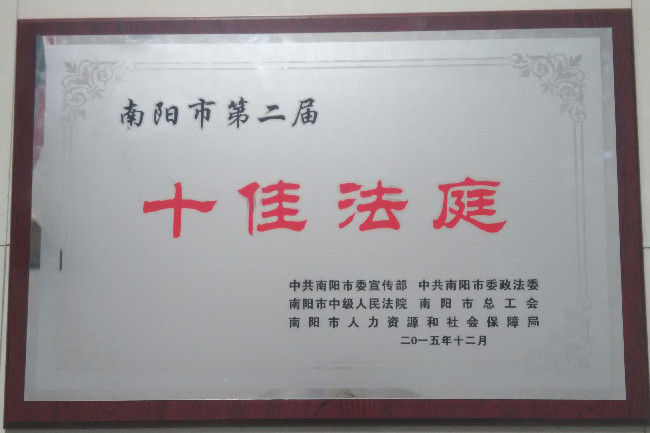 南阳市第二届
十佳法庭
中共南阳市委宣传部 中共南阳市委政法委
南阳市中级人民法院 南阳市总工会
南阳市人力资源和社会保障局
二0一五年十二月